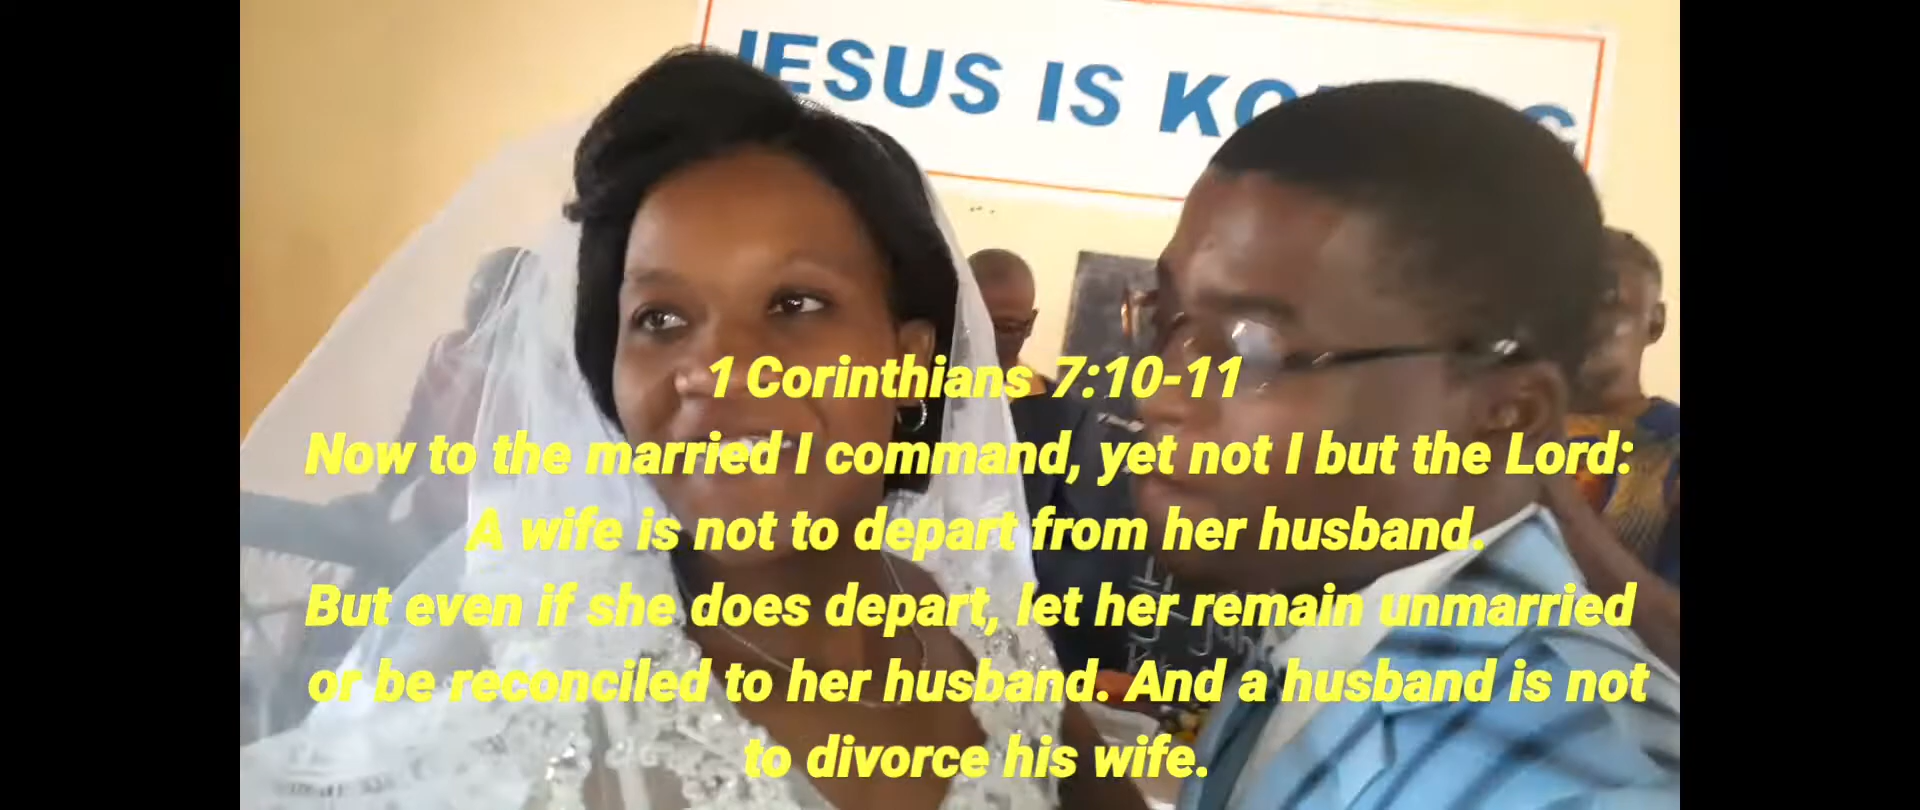 JESUS IS
1 Corinthians 7:10-11
Now to the married I command, yet not I but the Lord:
A wife is not to depart from her husband.
But even if she does depart, let her remain unmarried
or be reconciled to her husband. And a husband is not
to divorce his wife.